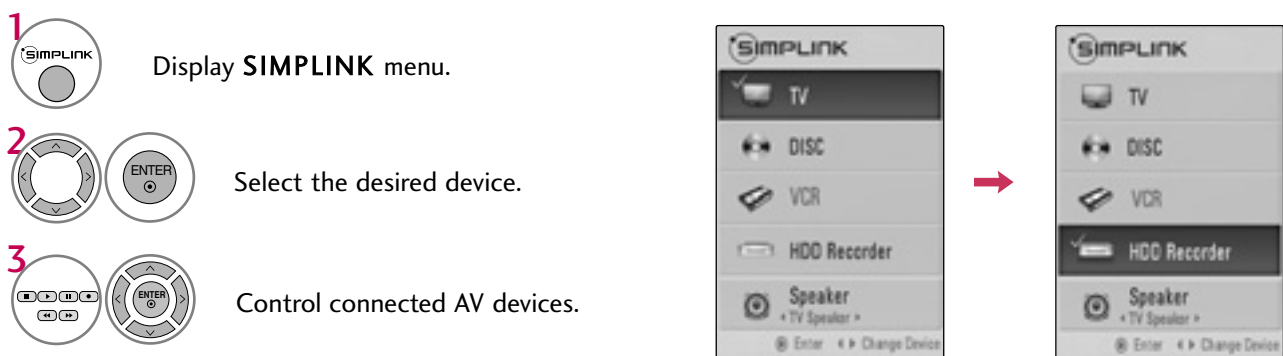 1
SIMPLINK
Display SIMPLINK menu.
2
ENTER
Select the desired device.
3
ENTER
Control connected AV devices.
SIMPLINK
TV
DISC
VCR
HDD Recorder
Speaker
◀ TV Speaker ▶
◉ Enter ◀ ▶ Change Device
SIMPLINK
TV
DISC
VCR
HDD Recorder
Speaker
◀ TV Speaker ▶
◉ Enter ◀ ▶ Change Device